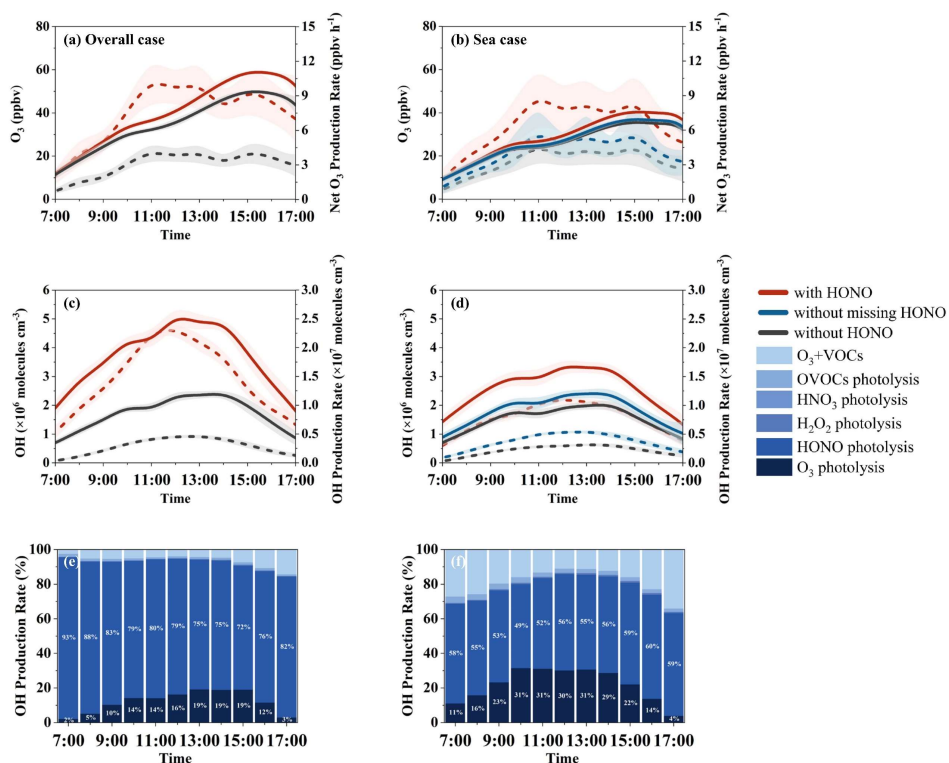 (a) Overall case
O₃ (ppbv)
80
60
40
20
0
15
12
9
6
3
0
Net O₃ Production Rate (ppbv h⁻¹)
7:00 9:00 11:00 13:00 15:00 17:00
Time
(b) Sea case
O₃ (ppbv)
80
60
40
20
0
15
12
9
6
3
0
Net O₃ Production Rate (ppbv h⁻¹)
7:00 9:00 11:00 13:00 15:00 17:00
Time
(c)
OH (×10⁶ molecules cm⁻³)
6
5
4
3
2
1
0
3.0
2.5
2.0
1.5
1.0
0.5
0.0
OH Production Rate (×10⁷ molecules cm⁻³)
7:00 9:00 11:00 13:00 15:00 17:00
Time
(d)
OH (×10⁶ molecules cm⁻³)
6
5
4
3
2
1
0
3.0
2.5
2.0
1.5
1.0
0.5
0.0
OH Production Rate (×10⁷ molecules cm⁻³)
7:00 9:00 11:00 13:00 15:00 17:00
Time
with HONO
without missing HONO
without HONO
O₃+VOCs
OVOCs photolysis
HNO₃ photolysis
H₂O₂ photolysis
HONO photolysis
O₃ photolysis
(e)
OH Production Rate (%)
100
80
60
40
20
0
93% 88% 83% 79% 80% 79% 75% 75% 72% 76% 82%
2% 5% 10% 14% 14% 16% 19% 19% 19% 12% 3%
7:00 9:00 11:00 13:00 15:00 17:00
Time
(f)
OH Production Rate (%)
100
80
60
40
20
0
58% 55% 53% 49% 52% 56% 55% 56% 59% 60% 59%
11% 16% 23% 31% 31% 30% 31% 29% 22% 14% 4%
7:00 9:00 11:00 13:00 15:00 17:00
Time